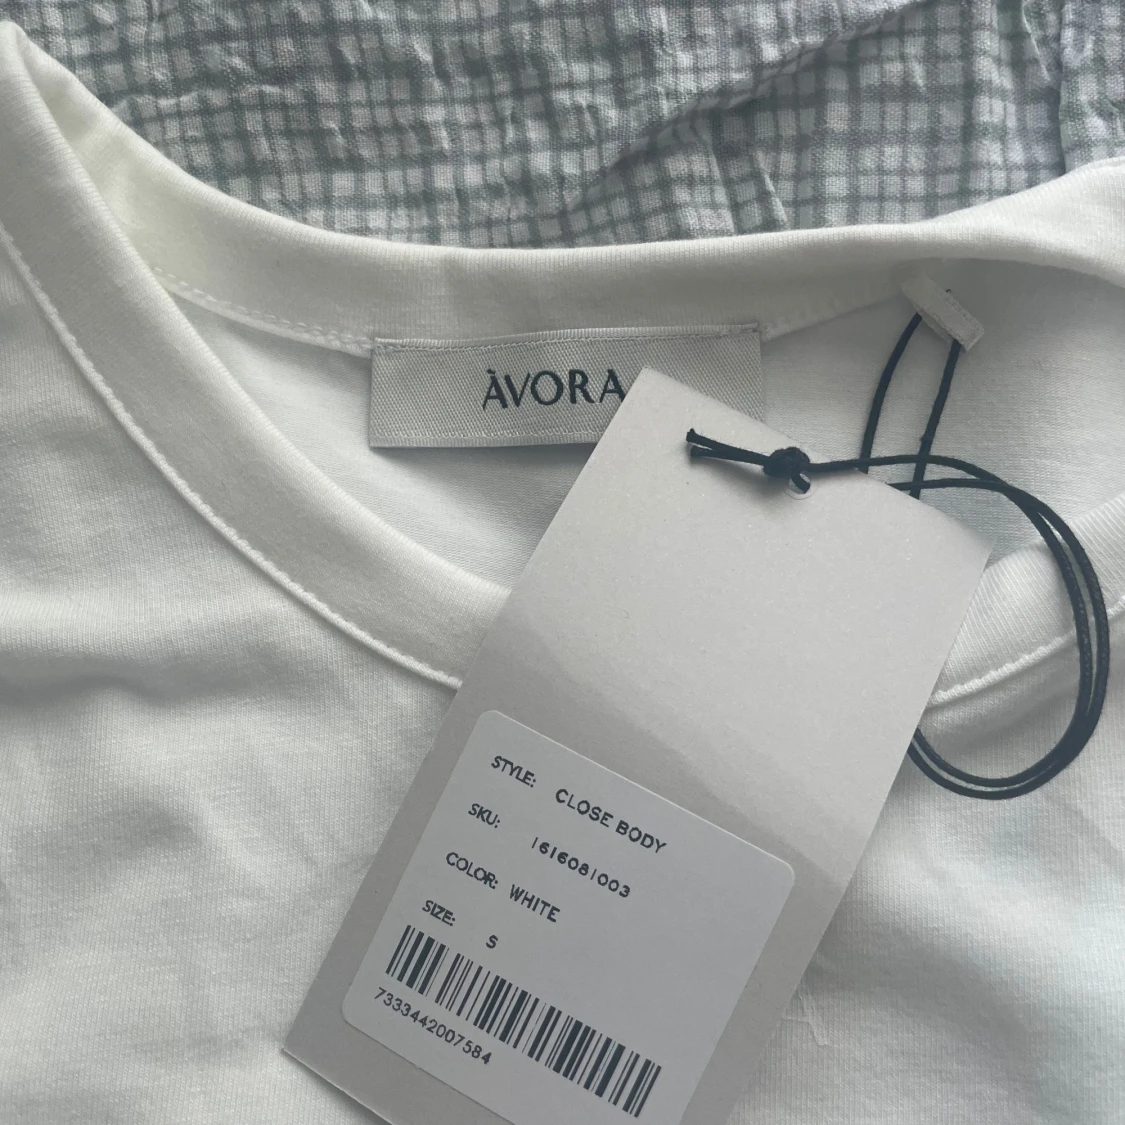 ÀVORA
STYLE: CLOSE BODY
SKU: 1616081003
COLOR: WHITE
SIZE: S
7333442007584